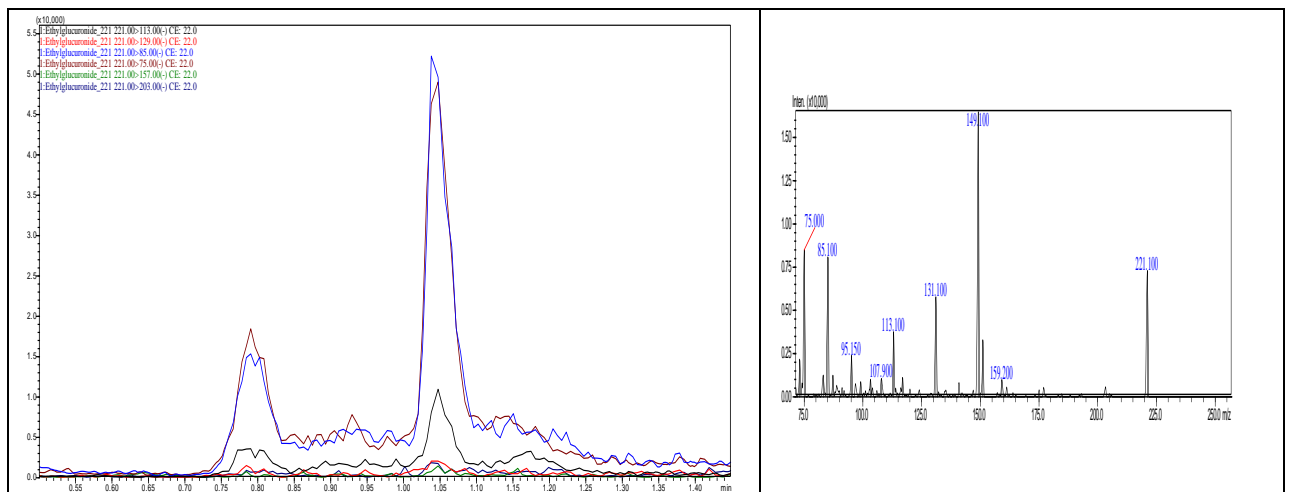 (x10,000)
1:Ethylglucuronide_221 221.00>113.00(-) CE: 22.0
1:Ethylglucuronide_221 221.00>129.00(-) CE: 22.0
1:Ethylglucuronide_221 221.00>85.00(-) CE: 22.0
1:Ethylglucuronide_221 221.00>75.00(-) CE: 22.0
1:Ethylglucuronide_221 221.00>157.00(-) CE: 22.0
1:Ethylglucuronide_221 221.00>203.00(-) CE: 22.0
5.5
5.0
4.5
4.0
3.5
3.0
2.5
2.0
1.5
1.0
0.5
0.0
0.55 0.60 0.65 0.70 0.75 0.80 0.85 0.90 0.95 1.00 1.05 1.10 1.15 1.20 1.25 1.30 1.35 1.40 min
Inten. (x10,000)
1.50
1.25
1.00
0.75
0.50
0.25
0.00
149.100
75.000
85.100
221.100
131.100
113.100
95.150
107.900
159.200
75.0 100.0 125.0 150.0 175.0 200.0 225.0 250.0 m/z